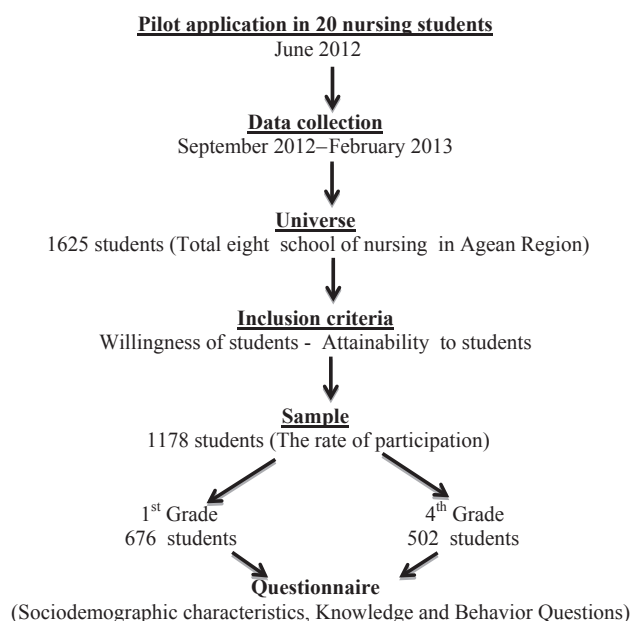 Pilot application in 20 nursing students
June 2012
Data collection
September 2012–February 2013
Universe
1625 students (Total eight school of nursing in Agean Region)
Inclusion criteria
Willingness of students - Attainability to students
Sample
1178 students (The rate of participation)
1st Grade
676 students
4th Grade
502 students
Questionnaire
(Sociodemographic characteristics, Knowledge and Behavior Questions)